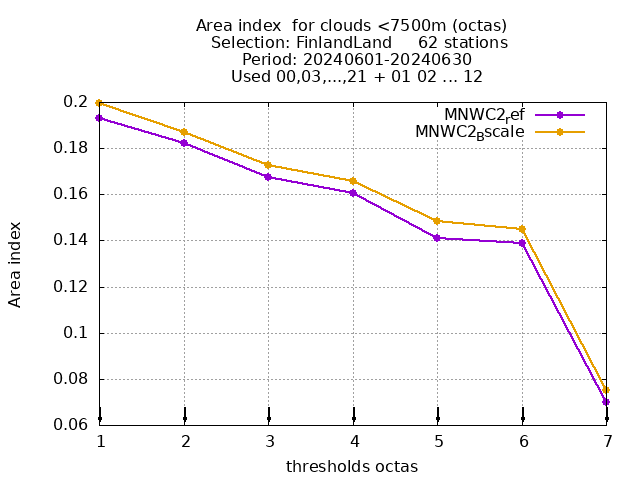 Area index  for clouds <7500m (octas)
Selection: FinlandLand     62 stations
Period: 20240601-20240630
Used 00,03,...,21 + 01 02 ... 12
MNWC2ref
MNWC2Bscale
0.2
0.18
0.16
0.14
0.12
0.1
0.08
0.06
Area index
1 2 3 4 5 6 7
thresholds octas